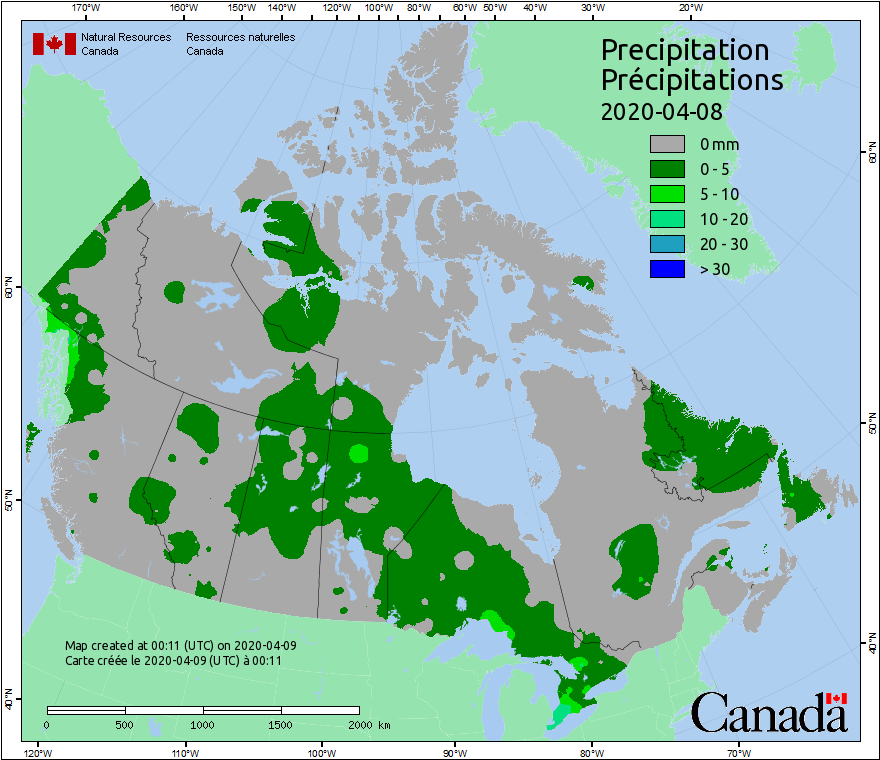 170°W 160°W 150°W 140°W 130°W 120°W 110°W 100°W 90°W 80°W 70°W 60°W 50°W 40°W 30°W 20°W
Natural Resources Ressources naturelles
Canada Canada
Precipitation
Précipitations
2020-04-08
0 mm
0 - 5
5 - 10
10 - 20
20 - 30
> 30
60°N
60°N
50°N
50°N
40°N
40°N
Map created at 00:11 (UTC) on 2020-04-09
Carte créée le 2020-04-09 (UTC) à 00:11
0 500 1000 1500 2000 km
Canada
120°W 110°W 100°W 90°W 80°W 70°W